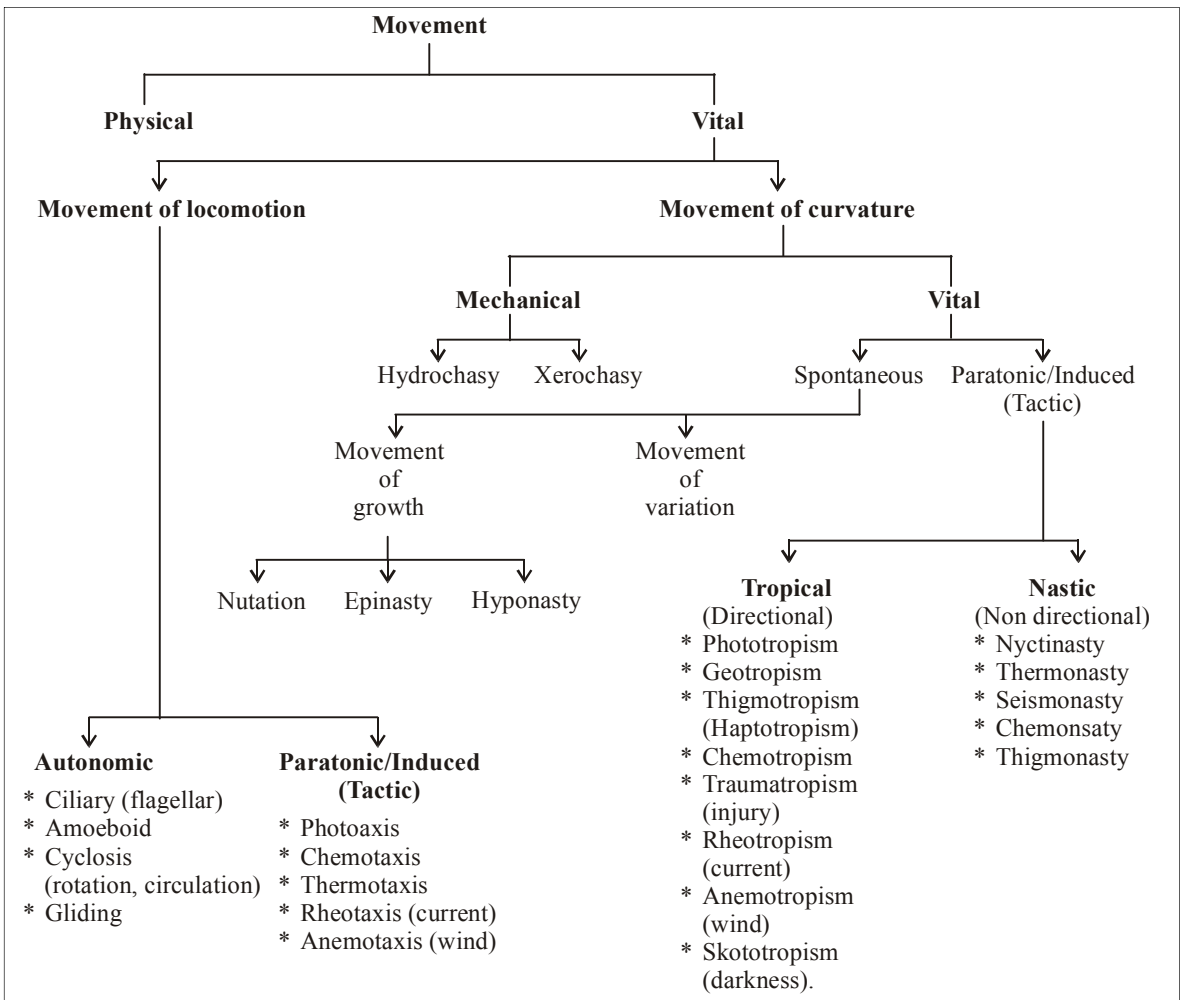 Movement
Physical
Vital
Movement of locomotion
Movement of curvature
Mechanical
Vital
Hydrochasy
Xerochasy
Spontaneous
Paratonic/Induced
(Tactic)
Movement
of
growth
Movement
of
variation
Nutation
Epinasty
Hyponasty
Tropical
(Directional)
* Phototropism
* Geotropism
* Thigmotropism
(Haptotropism)
* Chemotropism
* Traumatropism
(injury)
* Rheotropism
(current)
* Anemotropism
(wind)
* Skototropism
(darkness).
Nastic
(Non directional)
* Nyctinasty
* Thermonasty
* Seismonasty
* Chemonsaty
* Thigmonasty
Autonomic
* Ciliary (flagellar)
* Amoeboid
* Cyclosis
(rotation, circulation)
* Gliding
Paratonic/Induced
(Tactic)
* Photoaxis
* Chemotaxis
* Thermotaxis
* Rheotaxis (current)
* Anemotaxis (wind)